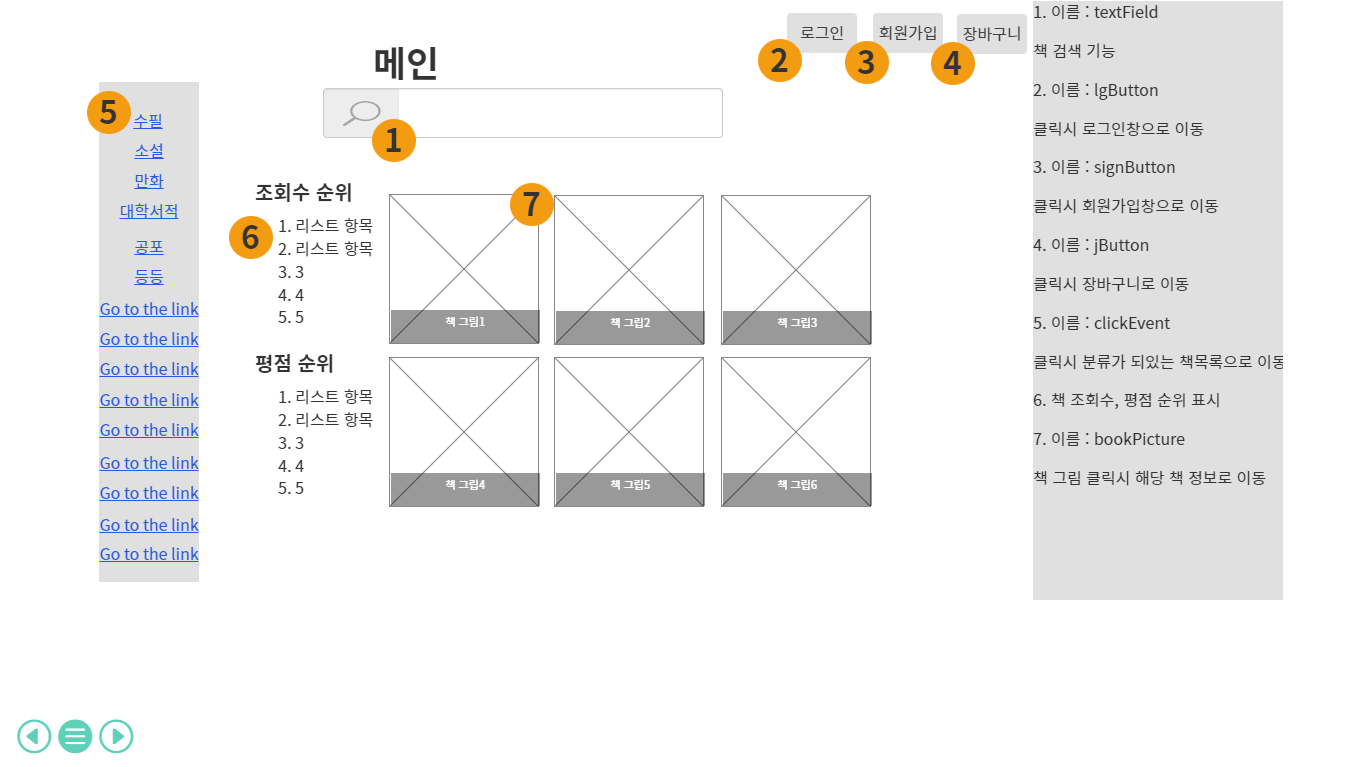 로그인
회원가입
장바구니
2
3
4
메인
1
5
수필
소설
만화
대학서적
공포
등등
Go to the link
Go to the link
Go to the link
Go to the link
Go to the link
Go to the link
Go to the link
Go to the link
Go to the link
조회수 순위
6
1. 리스트 항목
2. 리스트 항목
3. 3
4. 4
5. 5
평점 순위
1. 리스트 항목
2. 리스트 항목
3. 3
4. 4
5. 5
7
책 그림1
책 그림2
책 그림3
책 그림4
책 그림5
책 그림6
1. 이름 : textField
책 검색 기능
2. 이름 : lgButton
클릭시 로그인창으로 이동
3. 이름 : signButton
클릭시 회원가입창으로 이동
4. 이름 : jButton
클릭시 장바구니로 이동
5. 이름 : clickEvent
클릭시 분류가 되있는 책목록으로 이동
6. 책 조회수, 평점 순위 표시
7. 이름 : bookPicture
책 그림 클릭시 해당 책 정보로 이동